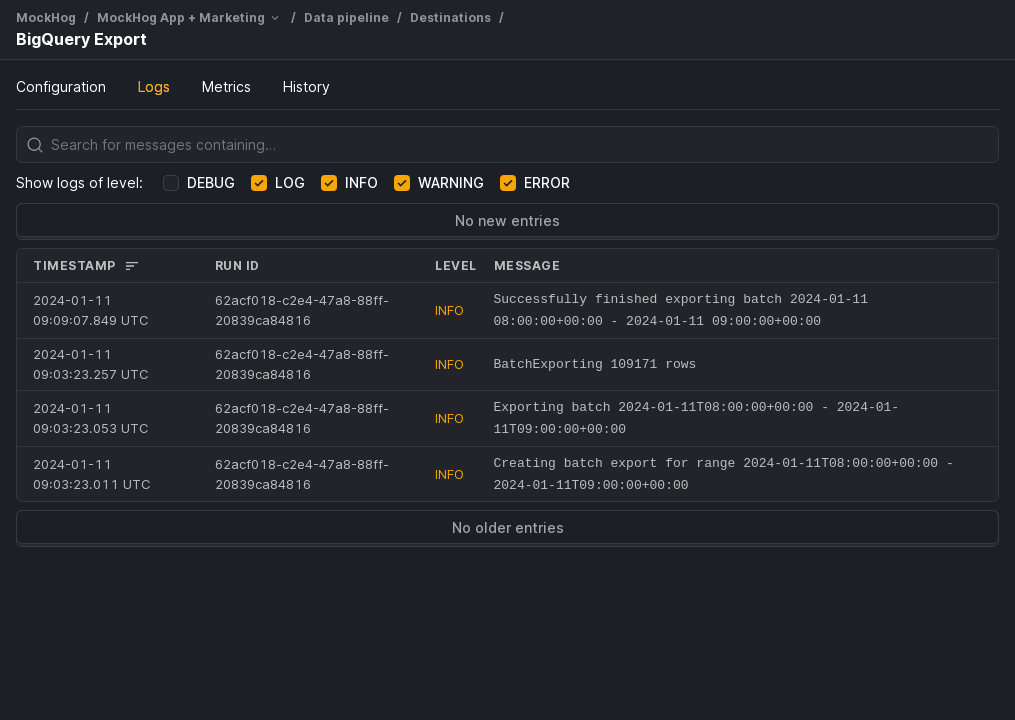 MockHog / MockHog App + Marketing / Data pipeline / Destinations /
BigQuery Export
Configuration Logs Metrics History
Search for messages containing...
Show logs of level: DEBUG LOG INFO WARNING ERROR
No new entries
TIMESTAMP RUN ID LEVEL MESSAGE
2024-01-11
09:09:07.849 UTC
62acf018-c2e4-47a8-88ff-
20839ca84816
INFO
Successfully finished exporting batch 2024-01-11
08:00:00+00:00 - 2024-01-11 09:00:00+00:00
2024-01-11
09:03:23.257 UTC
62acf018-c2e4-47a8-88ff-
20839ca84816
INFO
BatchExporting 109171 rows
2024-01-11
09:03:23.053 UTC
62acf018-c2e4-47a8-88ff-
20839ca84816
INFO
Exporting batch 2024-01-11T08:00:00+00:00 - 2024-01-
11T09:00:00+00:00
2024-01-11
09:03:23.011 UTC
62acf018-c2e4-47a8-88ff-
20839ca84816
INFO
Creating batch export for range 2024-01-11T08:00:00+00:00 -
2024-01-11T09:00:00+00:00
No older entries